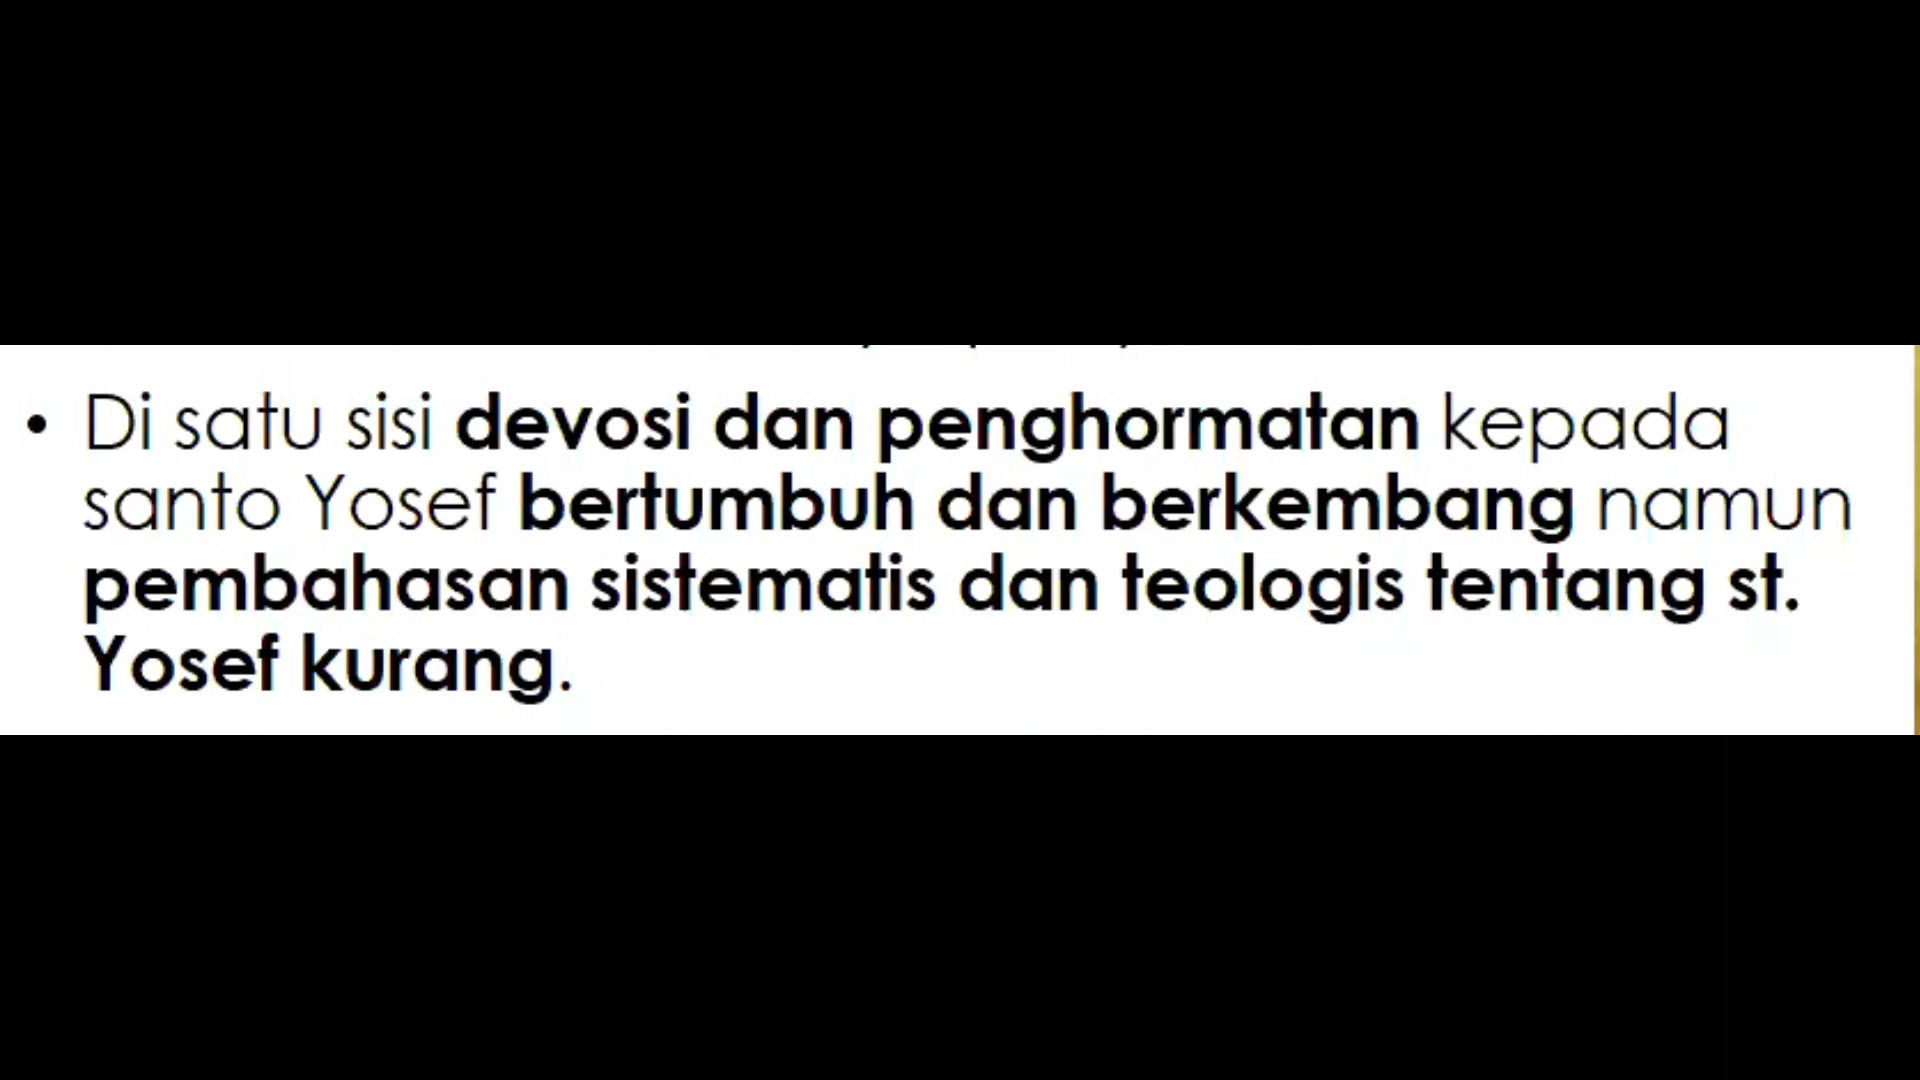 • Di satu sisi devosi dan penghormatan kepada
santo Yosef bertumbuh dan berkembang namun
pembahasan sistematis dan teologis tentang st.
Yosef kurang.